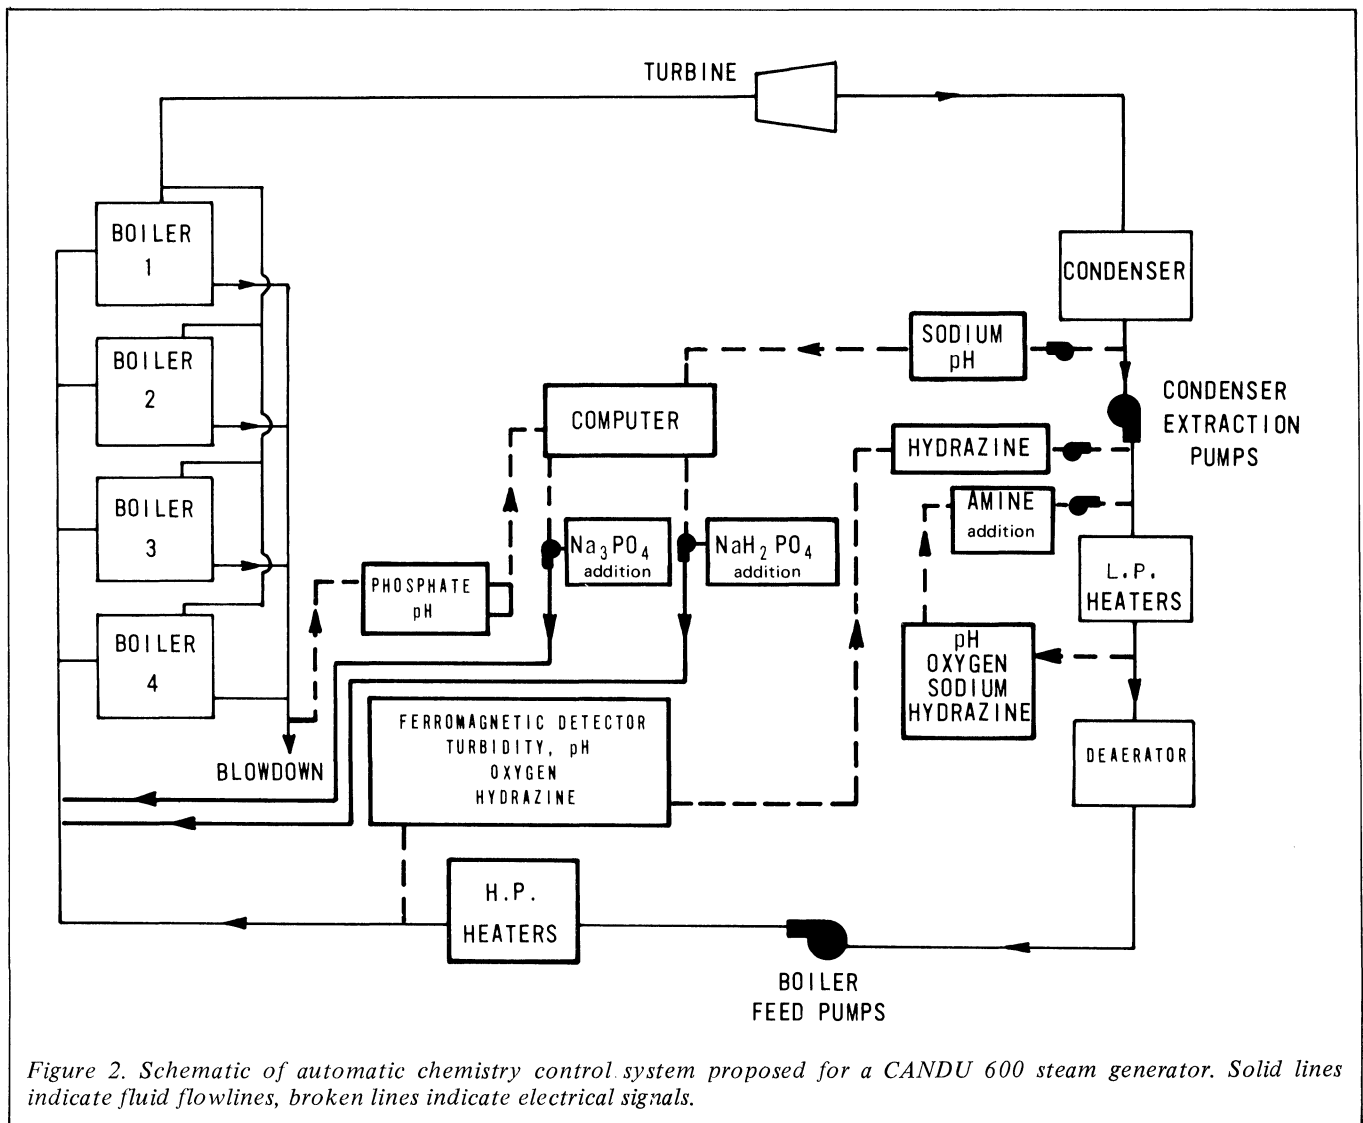 TURBINE
BOILER
1
BOILER
2
BOILER
3
BOILER
4
BLOWDOWN
CONDENSER
SODIUM
pH
CONDENSER
EXTRACTION
PUMPS
COMPUTER
HYDRAZINE
AMINE
addition
Na3PO4
addition
NaH2PO4
addition
PHOSPHATE
pH
L.P.
HEATERS
pH
OXYGEN
SODIUM
HYDRAZINE
FERROMAGNETIC DETECTOR
TURBIDITY, pH
OXYGEN
HYDRAZINE
DEAERATOR
H.P.
HEATERS
BOILER
FEED PUMPS
Figure 2. Schematic of automatic chemistry control system proposed for a CANDU 600 steam generator. Solid lines
indicate fluid flowlines, broken lines indicate electrical signals.